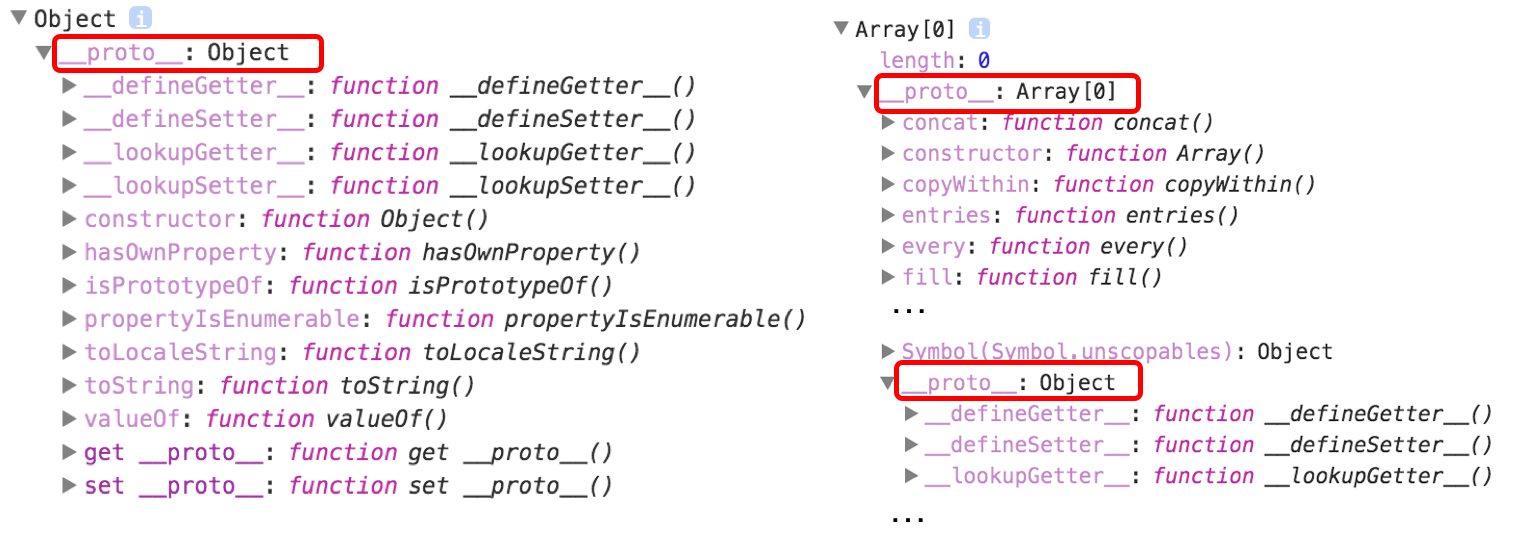 Object i
__proto__: Object
__defineGetter__: function __defineGetter__()
__defineSetter__: function __defineSetter__()
__lookupGetter__: function __lookupGetter__()
__lookupSetter__: function __lookupSetter__()
constructor: function Object()
hasOwnProperty: function hasOwnProperty()
isPrototypeOf: function isPrototypeOf()
propertyIsEnumerable: function propertyIsEnumerable()
toLocaleString: function toLocaleString()
toString: function toString()
valueOf: function valueOf()
get __proto__: function get __proto__()
set __proto__: function set __proto__()
Array[0] i
length: 0
__proto__: Array[0]
concat: function concat()
constructor: function Array()
copyWithin: function copyWithin()
entries: function entries()
every: function every()
fill: function fill()
...
Symbol(Symbol.unscopables): Object
__proto__: Object
__defineGetter__: function __defineGetter__()
__defineSetter__: function __defineSetter__()
__lookupGetter__: function __lookupGetter__()
...